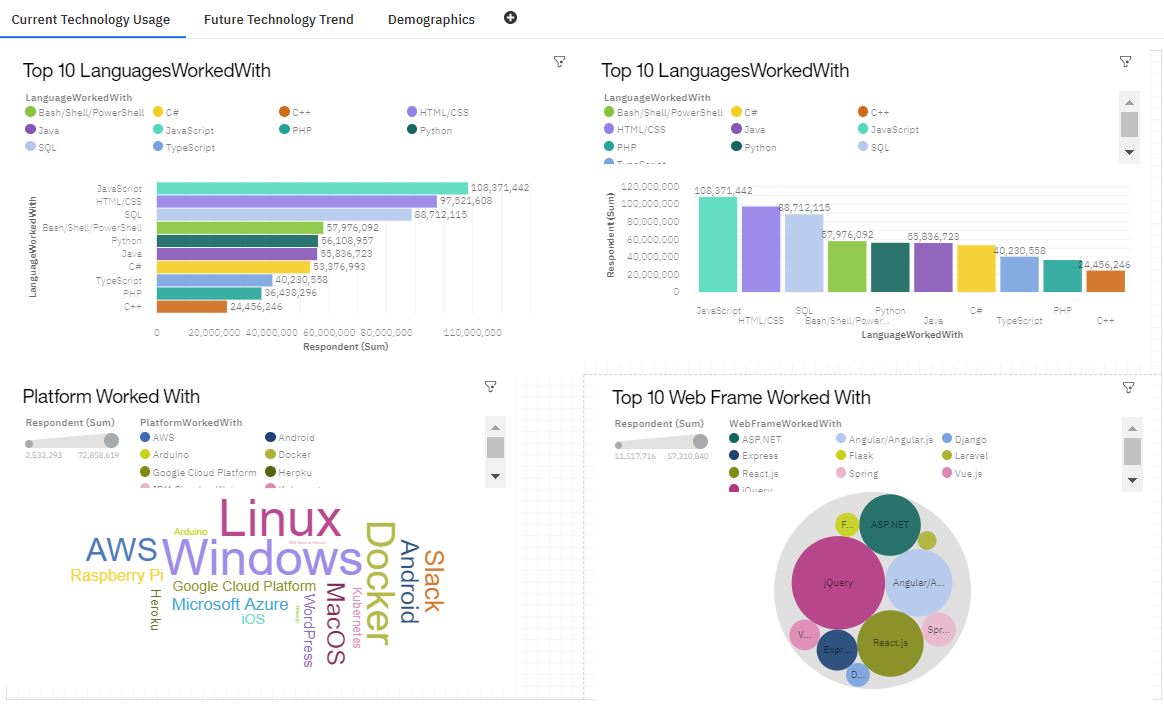 Current Technology Usage Future Technology Trend Demographics
Top 10 LanguagesWorkedWith
LanguageWorkedWith
Bash/Shell/PowerShell C# C++ HTML/CSS
Java JavaScript PHP Python
SQL TypeScript
LanguageWorkedWith
JavaScript 108,371,442
HTML/CSS 97,521,608
SQL 88,712,115
Bash/Shell/PowerShell 57,976,092
Python 56,108,957
Java 55,836,723
C# 53,376,993
TypeScript 40,230,558
PHP 36,438,296
C++ 24,456,246
0 20,000,000 40,000,000 60,000,000 80,000,000 110,000,000
Respondent (Sum)
Top 10 LanguagesWorkedWith
LanguageWorkedWith
Bash/Shell/PowerShell C# C++
HTML/CSS Java JavaScript
PHP Python SQL
TypeScript
Respondent (Sum)
120,000,000
100,000,000
80,000,000
60,000,000
40,000,000
20,000,000
0
108,371,442
88,712,115
57,976,092
55,836,723
40,230,558
24,456,246
JavaScript SQL Python C# PHP
HTML/CSS Bash/Shell/Power... Java TypeScript C++
LanguageWorkedWith
Platform Worked With
Respondent (Sum)
2,532,293 72,858,619
PlatformWorkedWith
AWS Android
Arduino Docker
Google Cloud Platform Heroku
Linux
Arduino
AWS
Windows
Docker
Android
Slack
Raspberry Pi
Google Cloud Platform
Microsoft Azure
iOS
Heroku
WordPress
MacOS
Kubernetes
Top 10 Web Frame Worked With
Respondent (Sum)
11,517,716 57,310,840
WebFrameWorkedWith
ASP.NET Angular/Angular.js Django
Express Flask Laravel
React.js Spring Vue.js
jQuery
F... ASP.NET
jQuery Angular/A...
V... Expr... React.js Spr...
D...